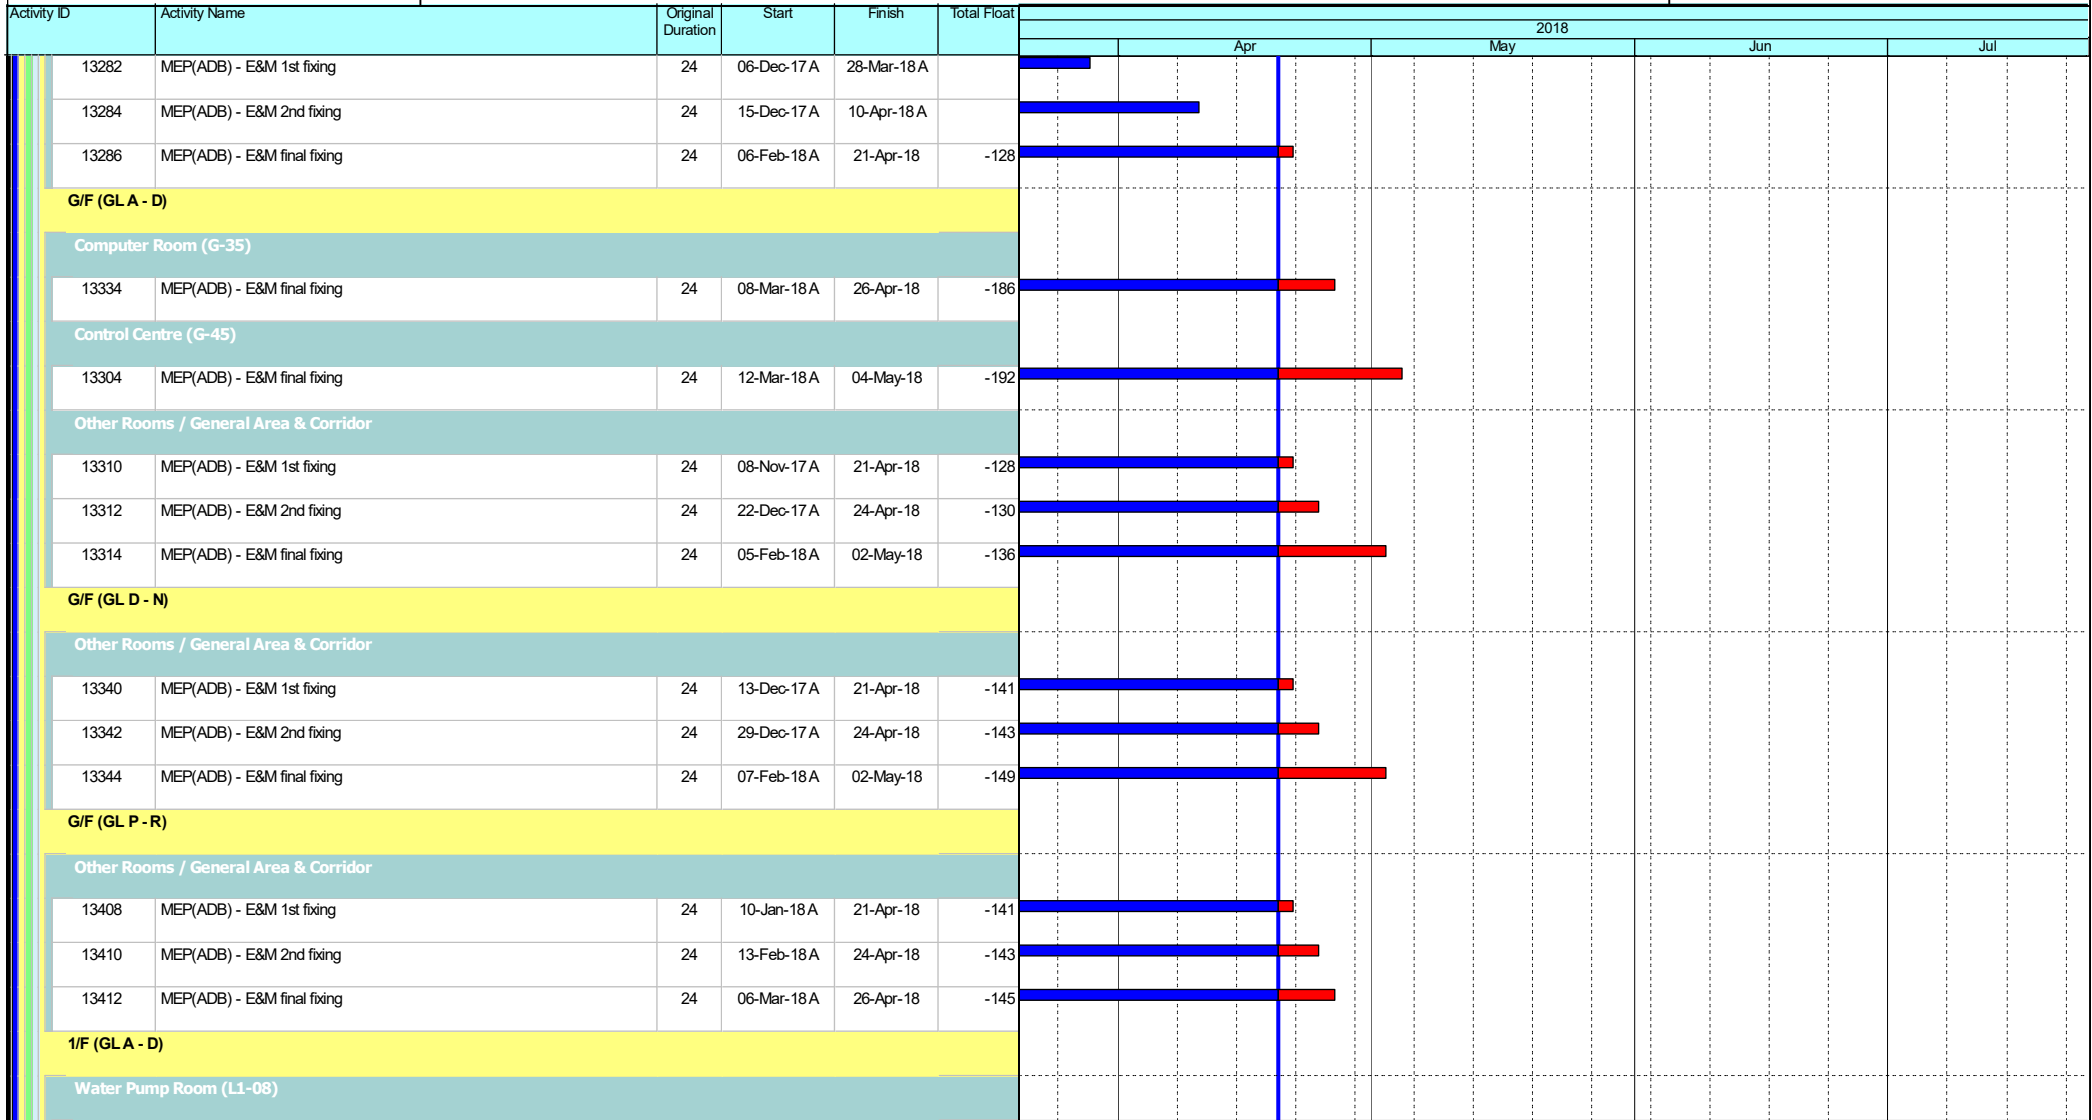 Activity ID Activity Name Original Duration Start Finish Total Float
2018
Apr May Jun Jul
13282 MEP(ADB) - E&M 1st fixing 24 06-Dec-17 A 28-Mar-18 A
13284 MEP(ADB) - E&M 2nd fixing 24 15-Dec-17 A 10-Apr-18 A
13286 MEP(ADB) - E&M final fixing 24 06-Feb-18 A 21-Apr-18 -128
G/F (GL A - D)
Computer Room (G-35)
13334 MEP(ADB) - E&M final fixing 24 08-Mar-18 A 26-Apr-18 -186
Control Centre (G-45)
13304 MEP(ADB) - E&M final fixing 24 12-Mar-18 A 04-May-18 -192
Other Rooms / General Area & Corridor
13310 MEP(ADB) - E&M 1st fixing 24 08-Nov-17 A 21-Apr-18 -128
13312 MEP(ADB) - E&M 2nd fixing 24 22-Dec-17 A 24-Apr-18 -130
13314 MEP(ADB) - E&M final fixing 24 05-Feb-18 A 02-May-18 -136
G/F (GL D - N)
Other Rooms / General Area & Corridor
13340 MEP(ADB) - E&M 1st fixing 24 13-Dec-17 A 21-Apr-18 -141
13342 MEP(ADB) - E&M 2nd fixing 24 29-Dec-17 A 24-Apr-18 -143
13344 MEP(ADB) - E&M final fixing 24 07-Feb-18 A 02-May-18 -149
G/F (GL P - R)
Other Rooms / General Area & Corridor
13408 MEP(ADB) - E&M 1st fixing 24 10-Jan-18 A 21-Apr-18 -141
13410 MEP(ADB) - E&M 2nd fixing 24 13-Feb-18 A 24-Apr-18 -143
13412 MEP(ADB) - E&M final fixing 24 06-Mar-18 A 26-Apr-18 -145
1/F (GL A - D)
Water Pump Room (L1-08)